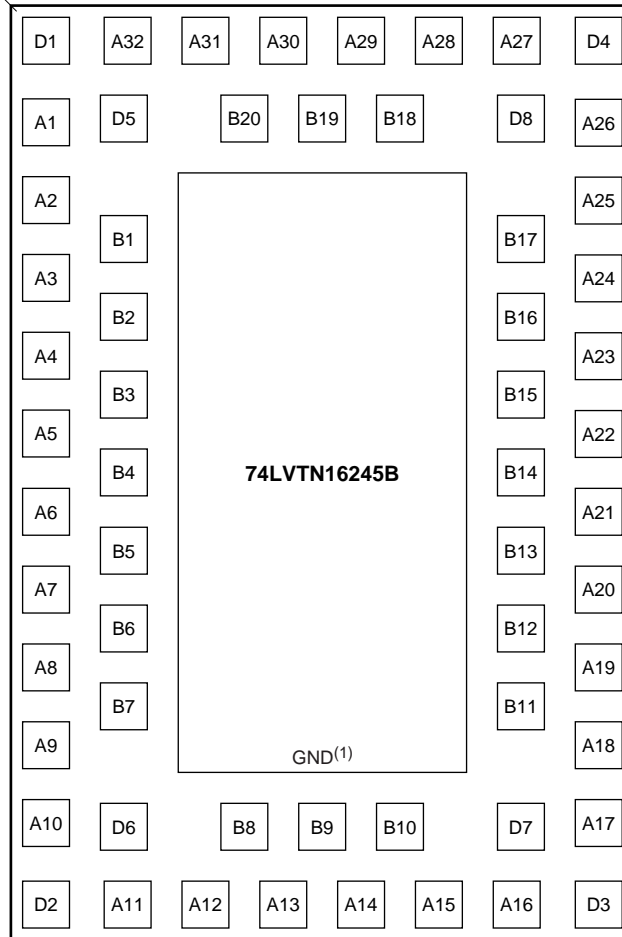 D1 A32 A31 A30 A29 A28 A27 D4
A1 D5 B20 B19 B18 D8 A26
A2 A25
B1 B17
A3 A24
B2 B16
A4 A23
B3 B15
A5 A22
B4 74LVTN16245B B14
A6 A21
B5 B13
A7 A20
B6 B12
A8 A19
B7 B11
A9 A18
GND(1)
A10 D6 B8 B9 B10 D7 A17
D2 A11 A12 A13 A14 A15 A16 D3